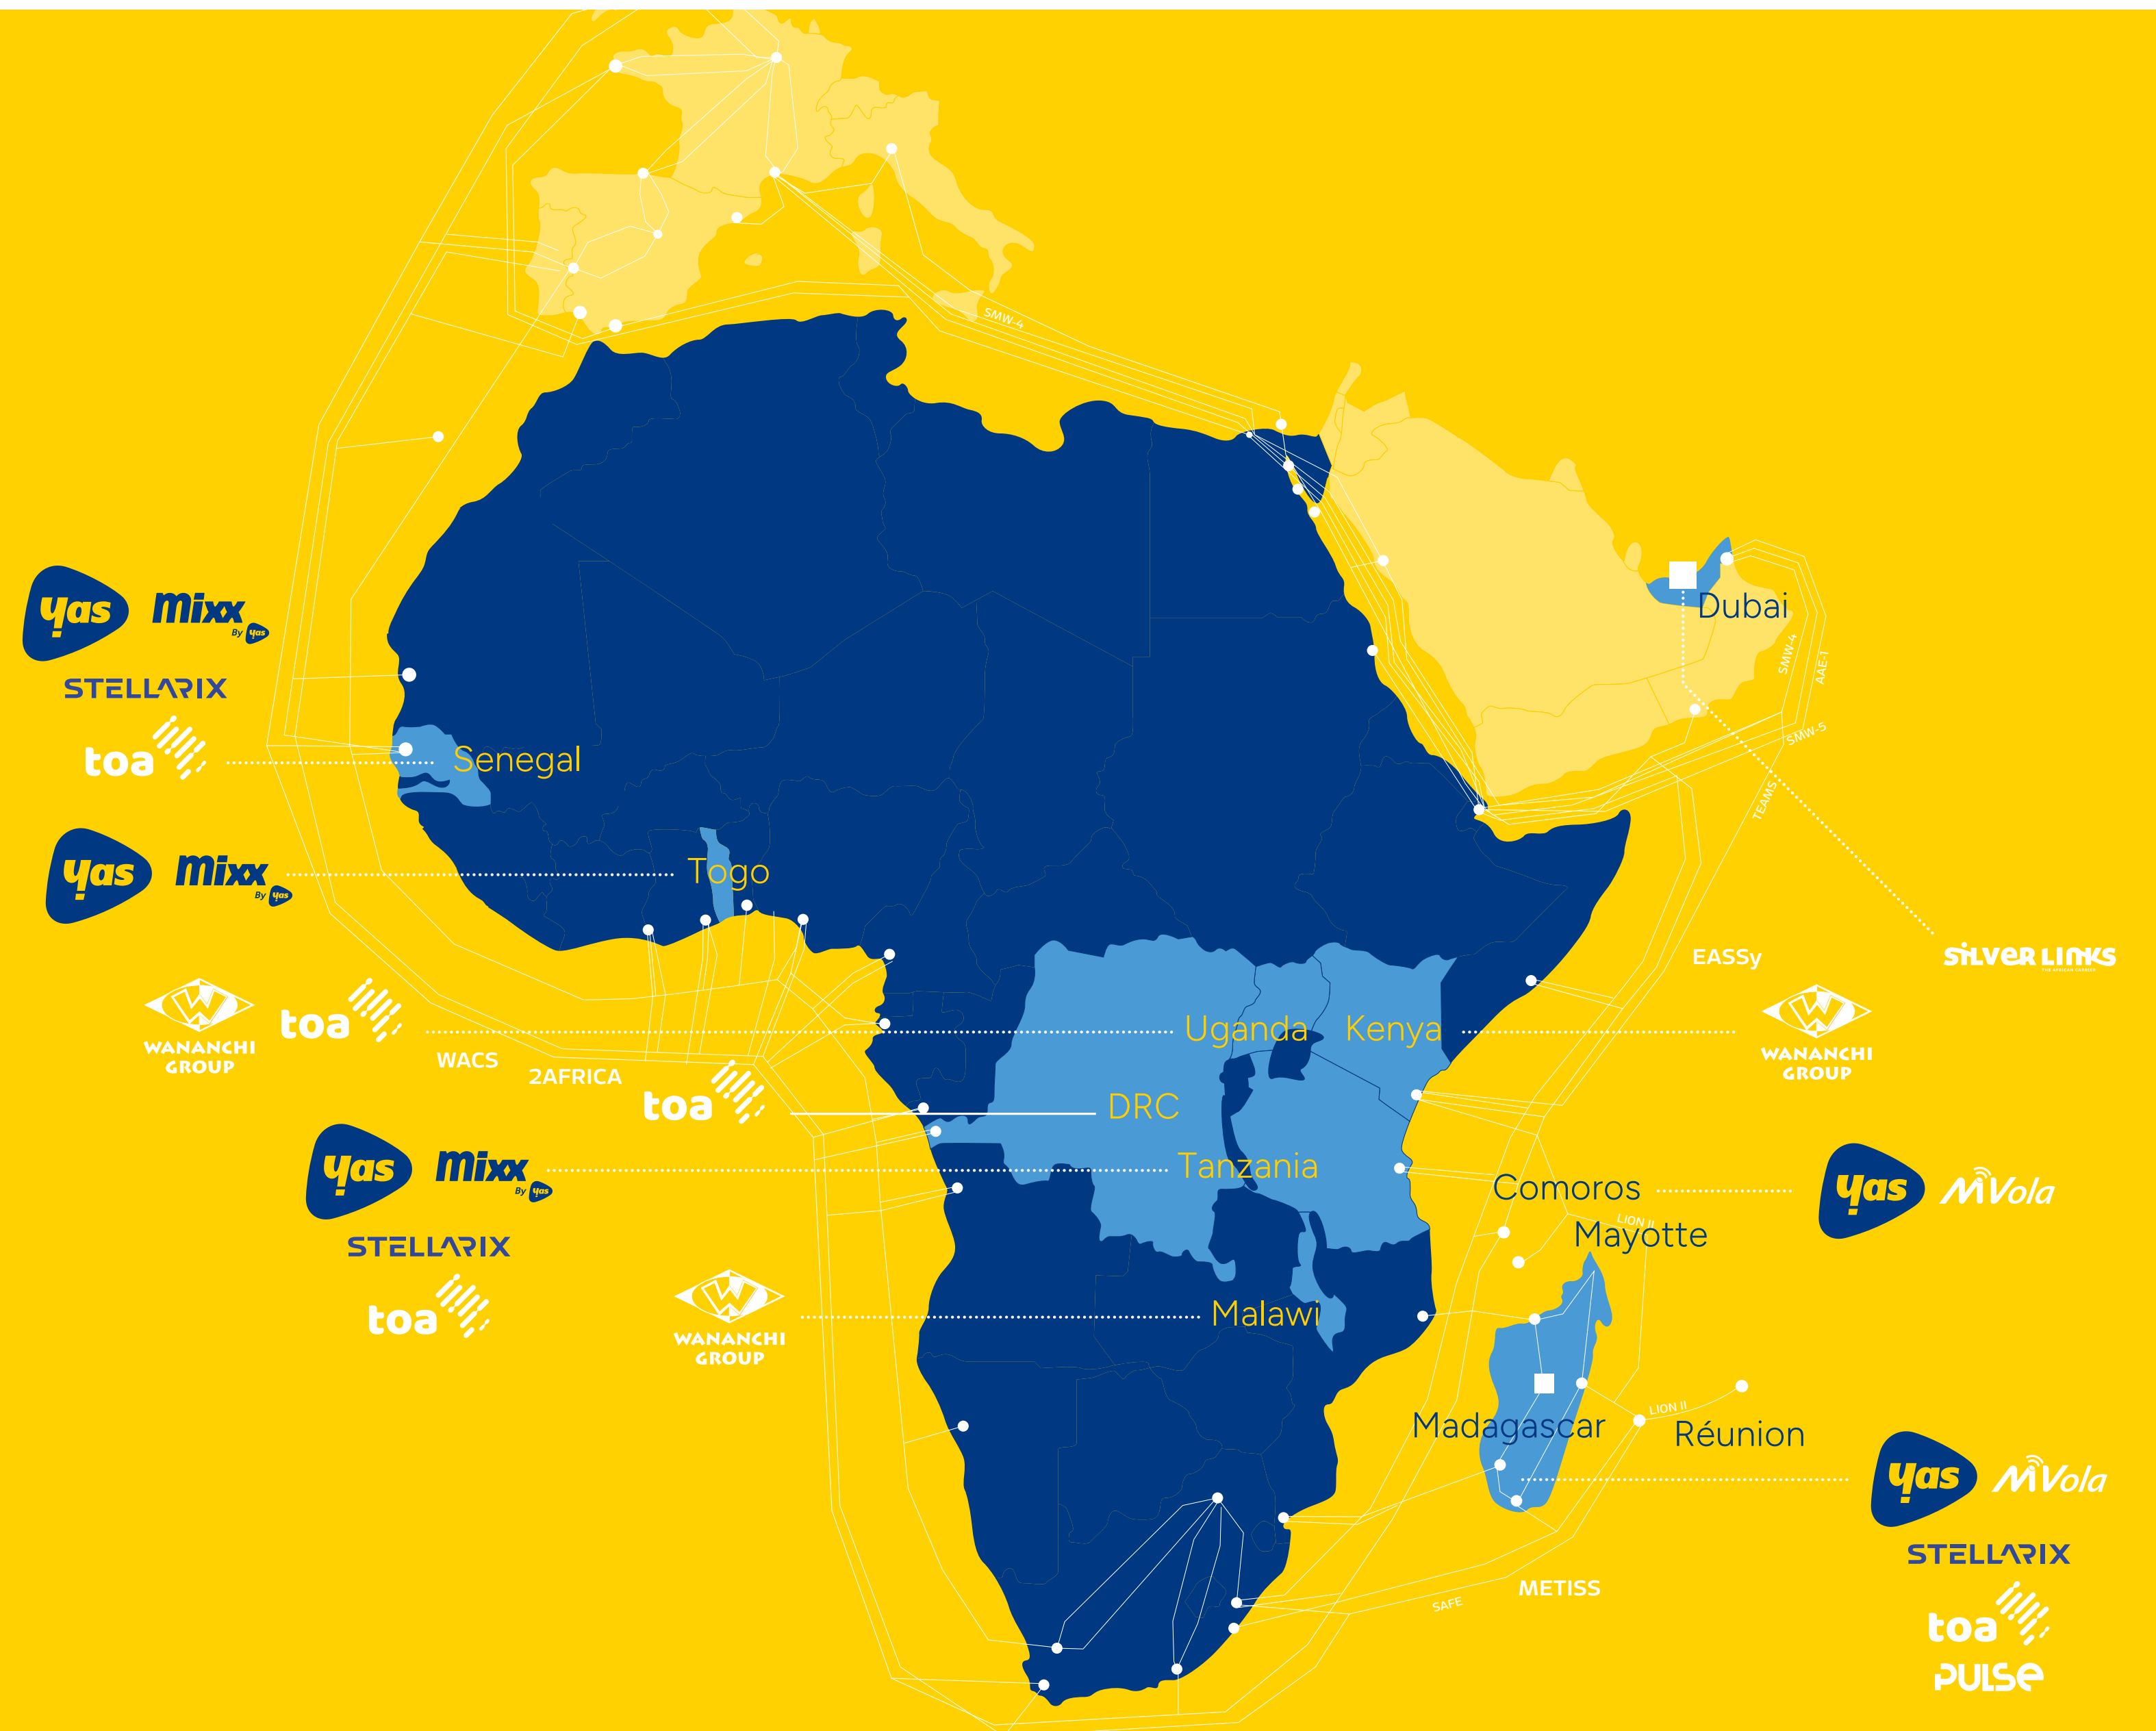 SMW-4
yas
Mixx
By yas
STELLARIX
toa
Senegal
Dubai
SMW-4
AAE-1
SMW-5
TEAMS
yas
Mixx
By yas
Togo
EASSy
SILVER LINKS
THE AFRICAN CARRIER
WANANCHI
GROUP
toa
Uganda
Kenya
WANANCHI
GROUP
WACS
2AFRICA
toa
DRC
yas
Mixx
By yas
Tanzania
STELLARIX
toa
Comoros
yas
MVola
LION II
Mayotte
WANANCHI
GROUP
Malawi
LION II
Madagascar
Réunion
yas
MVola
STELLARIX
toa
PULSE
METISS
SAFE